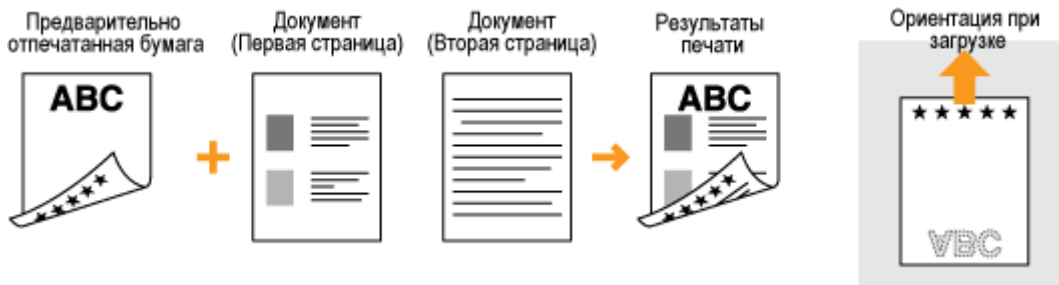 Предварительно
отпечатанная бумага
Документ
(Первая страница)
Документ
(Вторая страница)
Результаты
печати
Ориентация при
загрузке
ABC
ABC
ABC